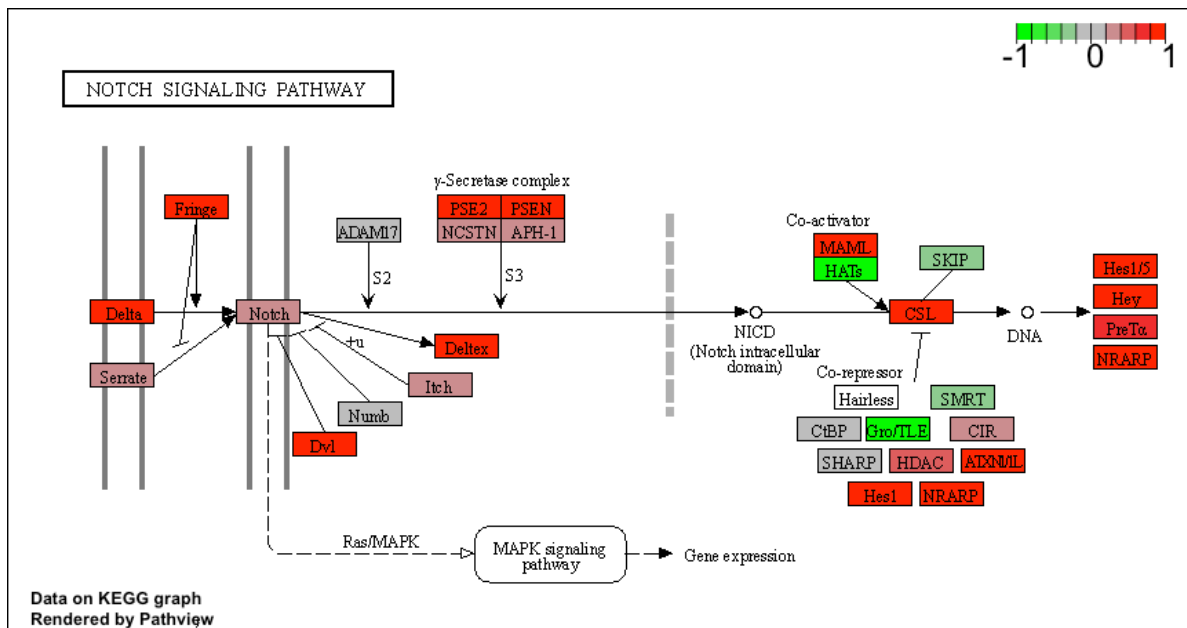 -1 0 1
NOTCH SIGNALING PATHWAY
γ-Secretase complex
Fringe
PSE2 PSEN
ADAM17
NCSTN APH-1
Co-activator
MAML
HATs
SKIP
S2
S3
Hes1/5
Delta
Notch
CSL
Hey
NICD
(Notch intracellular
domain)
DNA
PreTα
NRARP
+u
Deltex
Serrate
Itch
Co-repressor
Hairless
SMRT
Numb
CtBP
Gro/TLE
CIR
Dvl
SHARP
HDAC
ATXN1/1L
Hes1
NRARP
Ras/MAPK
MAPK signaling
pathway
Gene expression
Data on KEGG graph
Rendered by Pathview